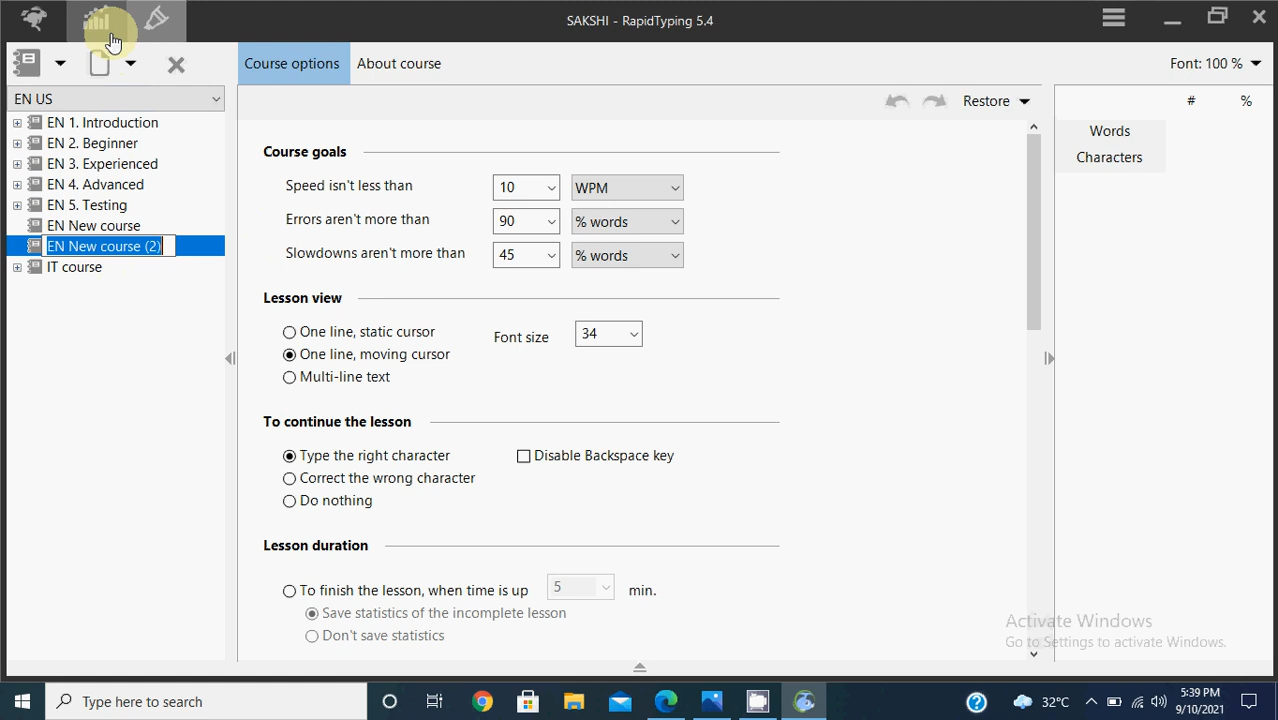 SAKSHI - RapidTyping 5.4
Course options
About course
Font: 100 %
EN US
EN 1. Introduction
EN 2. Beginner
EN 3. Experienced
EN 4. Advanced
EN 5. Testing
EN New course
EN New course (2)
IT course
Restore
Course goals
Speed isn't less than 10 WPM
Errors aren't more than 90 % words
Slowdowns aren't more than 45 % words
Lesson view
One line, static cursor
One line, moving cursor
Multi-line text
Font size 34
To continue the lesson
Type the right character
Correct the wrong character
Do nothing
Disable Backspace key
Lesson duration
To finish the lesson, when time is up 5 min.
Save statistics of the incomplete lesson
Don't save statistics
# %
Words
Characters
Activate Windows
Go to Settings to activate Windows.
Type here to search
32°C
5:39 PM
9/10/2021